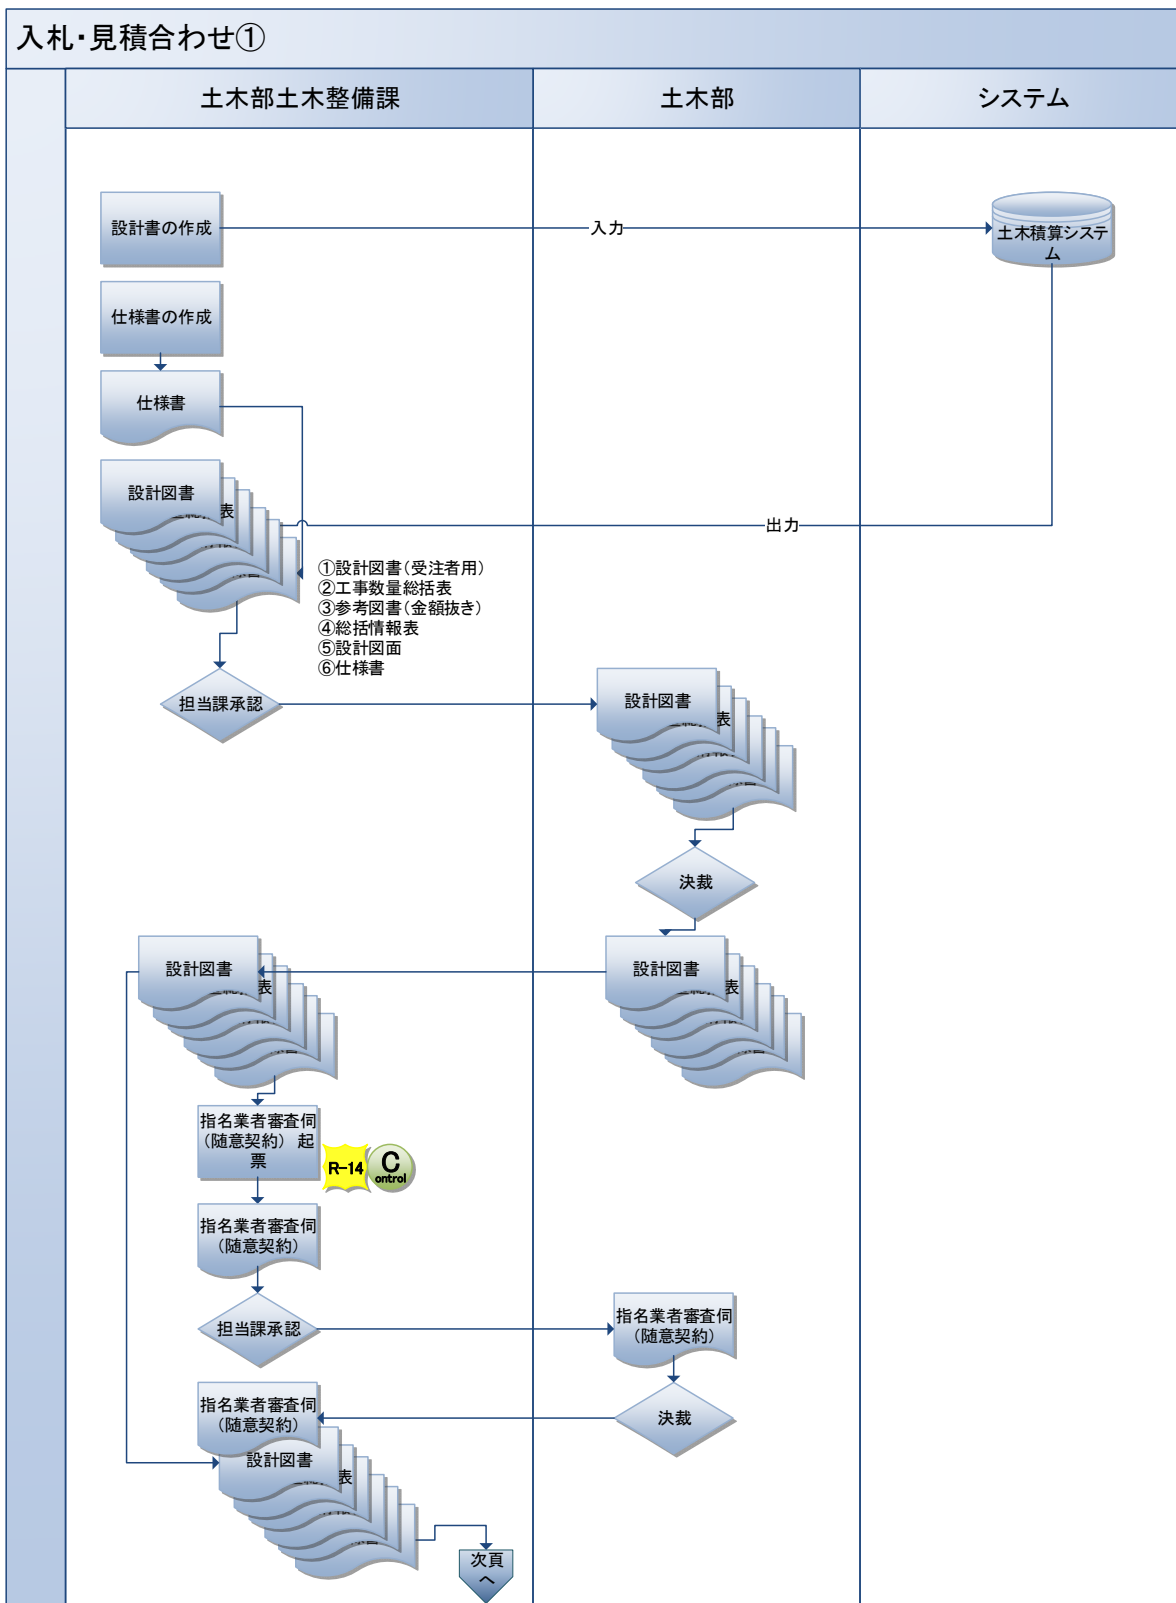 入札・見積合わせ①
土木部土木整備課
土木部
システム
設計書の作成
入力
土木積算システ
ム
仕様書の作成
仕様書
設計図書
表
出力
①設計図書(受注者用)
②工事数量総括表
③参考図書(金額抜き)
④総括情報表
⑤設計図面
⑥仕様書
担当課承認
設計図書
表
決裁
設計図書
表
設計図書
表
指名業者審査伺
(随意契約) 起
票
R-14
C
ontrol
指名業者審査伺
(随意契約)
担当課承認
指名業者審査伺
(随意契約)
決裁
指名業者審査伺
(随意契約)
設計図書
表
次頁
へ